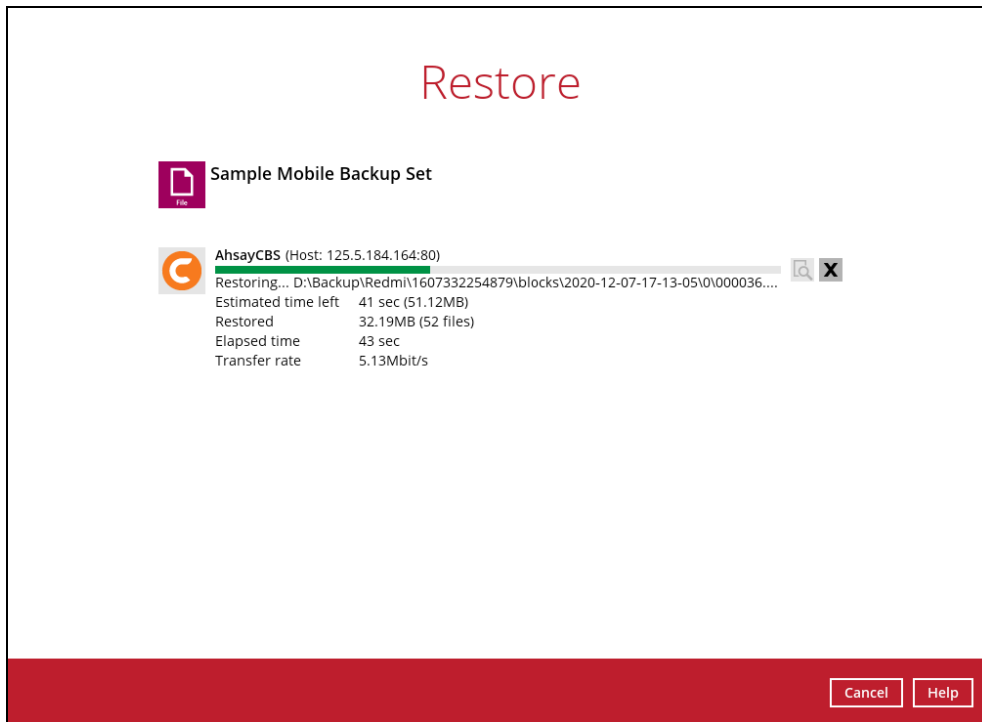 Restore
File
Sample Mobile Backup Set
AhsayCBS (Host: 125.5.184.164:80)
X
Restoring... D:\Backup\Redmi\1607332254879\blocks\2020-12-07-17-13-05\0\000036....
Estimated time left 41 sec (51.12MB)
Restored 32.19MB (52 files)
Elapsed time 43 sec
Transfer rate 5.13Mbit/s
Cancel Help